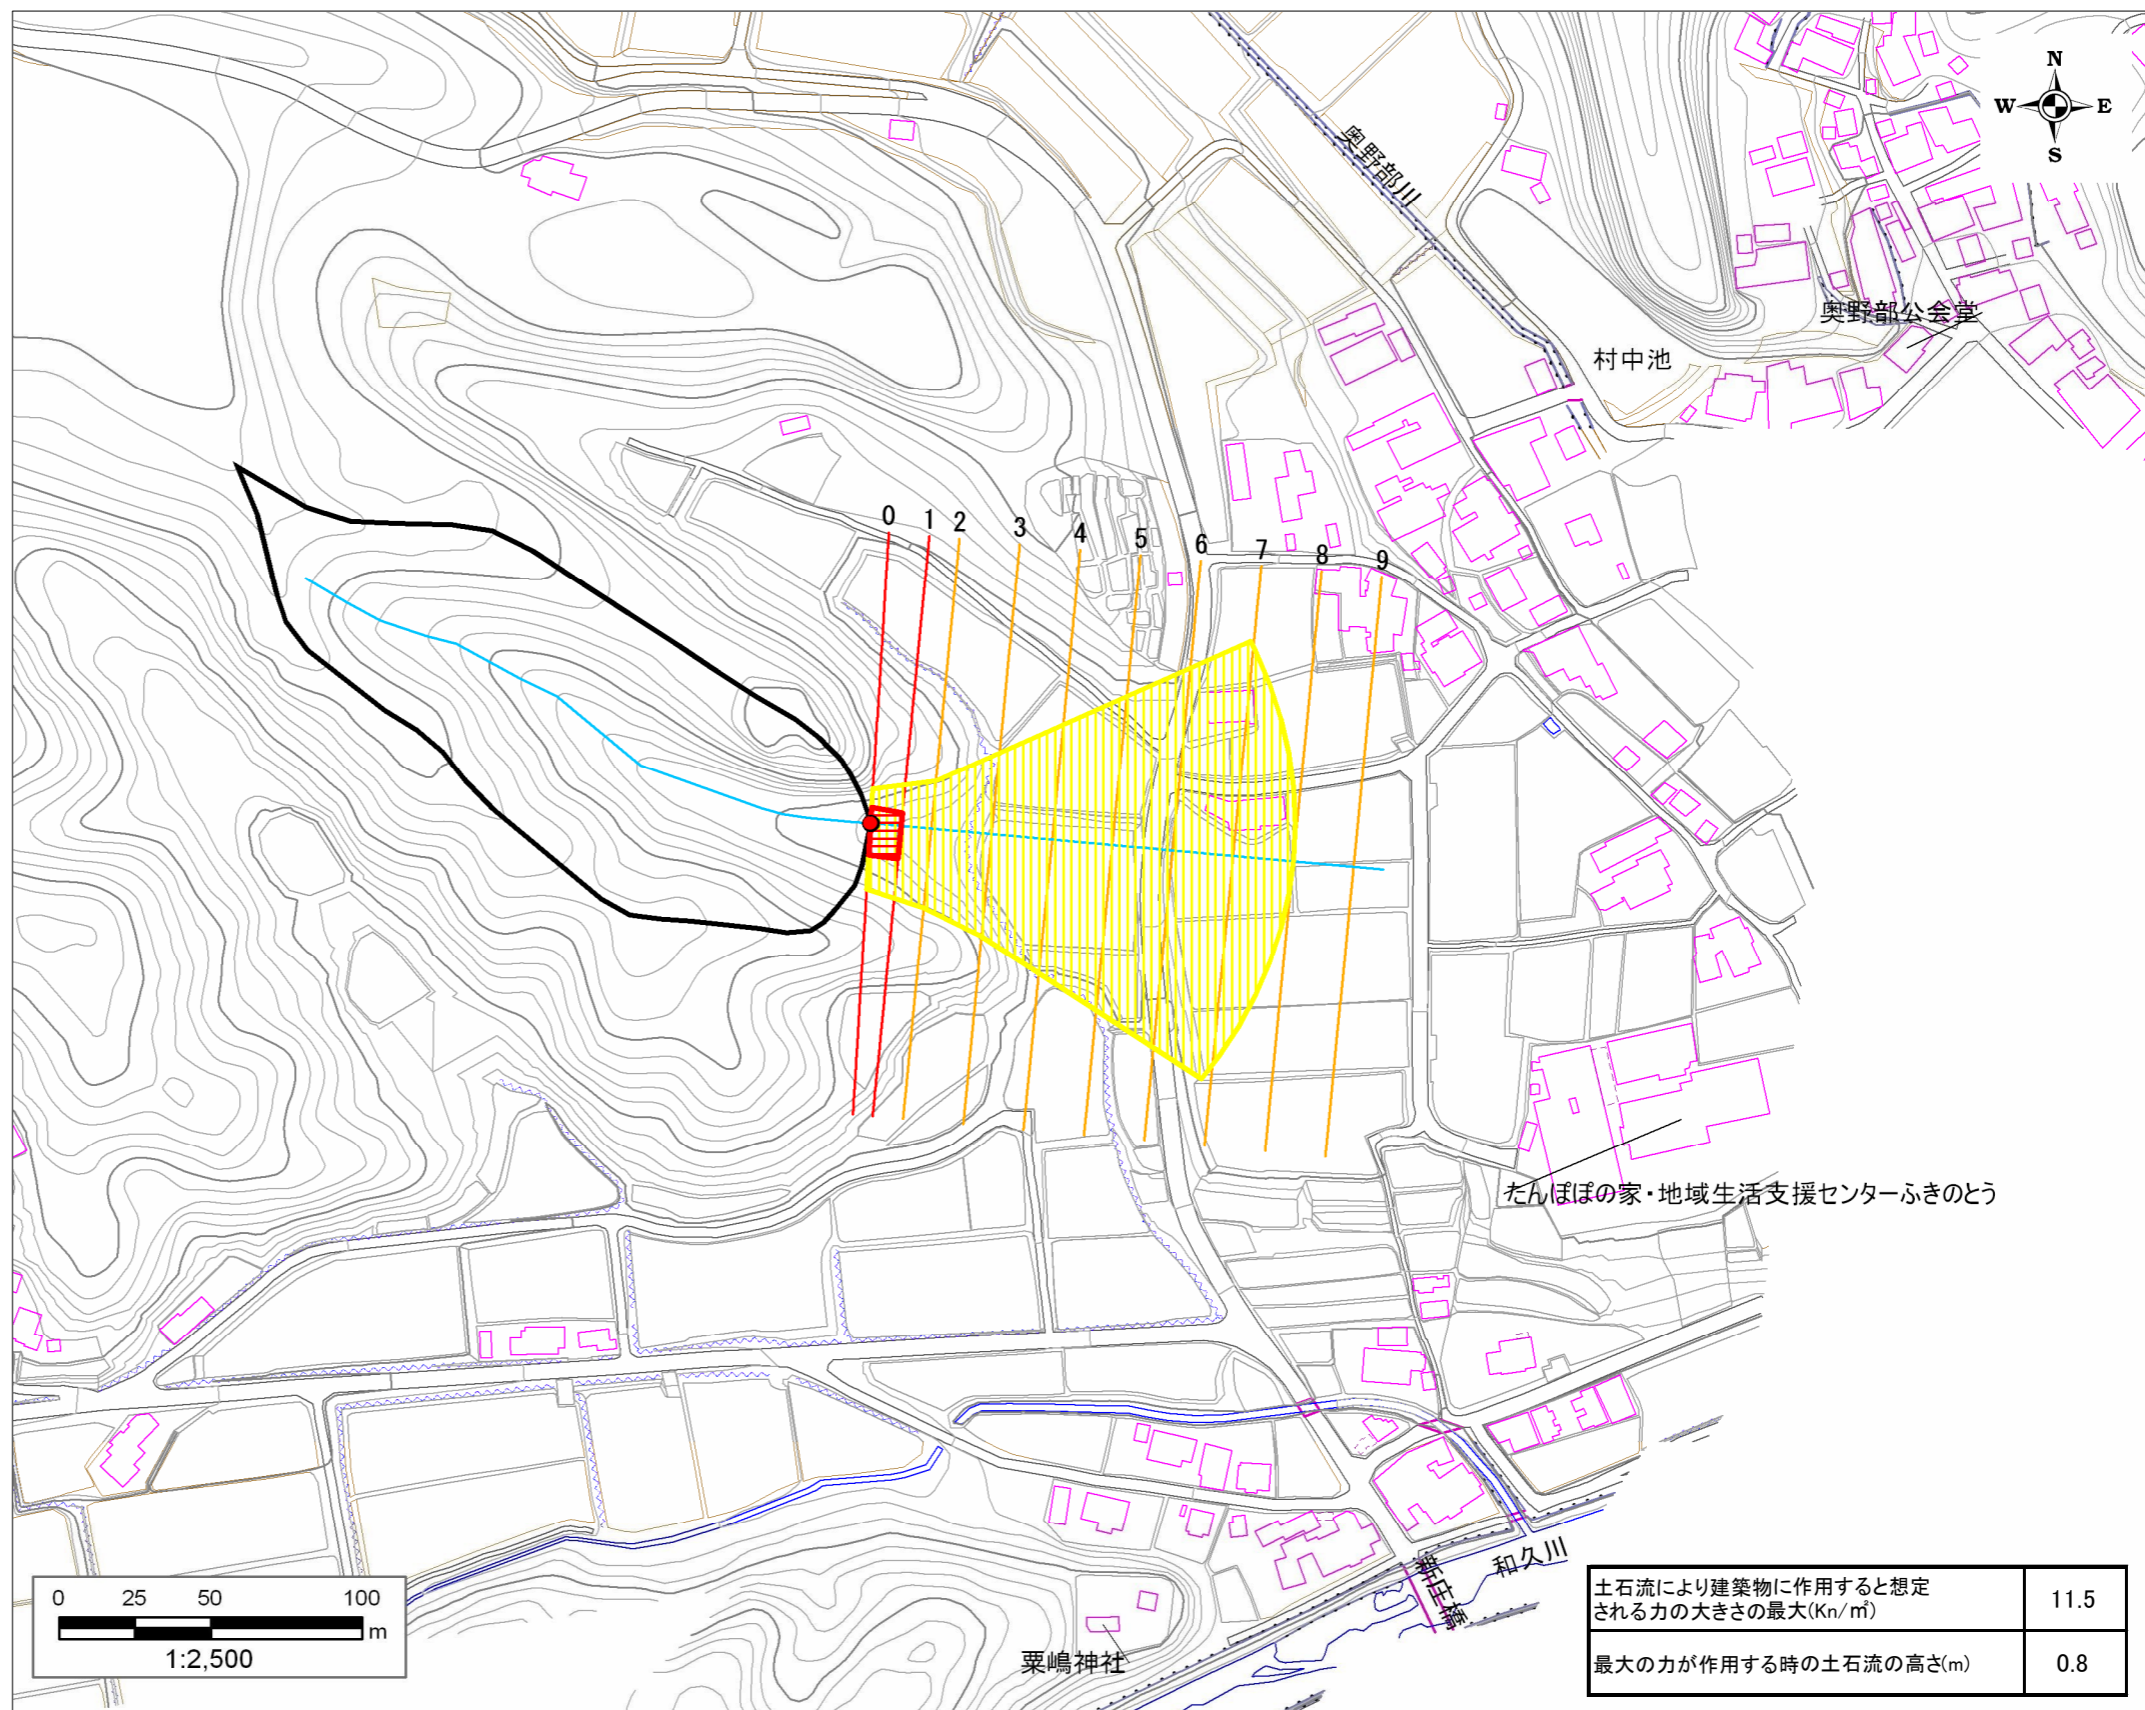 N
W E
S
奥野部川
奥野部公会堂
村中池
0 1 2 3 4 5 6 7 8 9
たんぽぽの家・地域生活支援センターふきのとう
和久川
新庄橋
粟嶋神社
0 25 50 100
m
1:2,500
土石流により建築物に作用すると想定
される力の大きさの最大(Kn/㎡) 11.5
最大の力が作用する時の土石流の高さ(m) 0.8